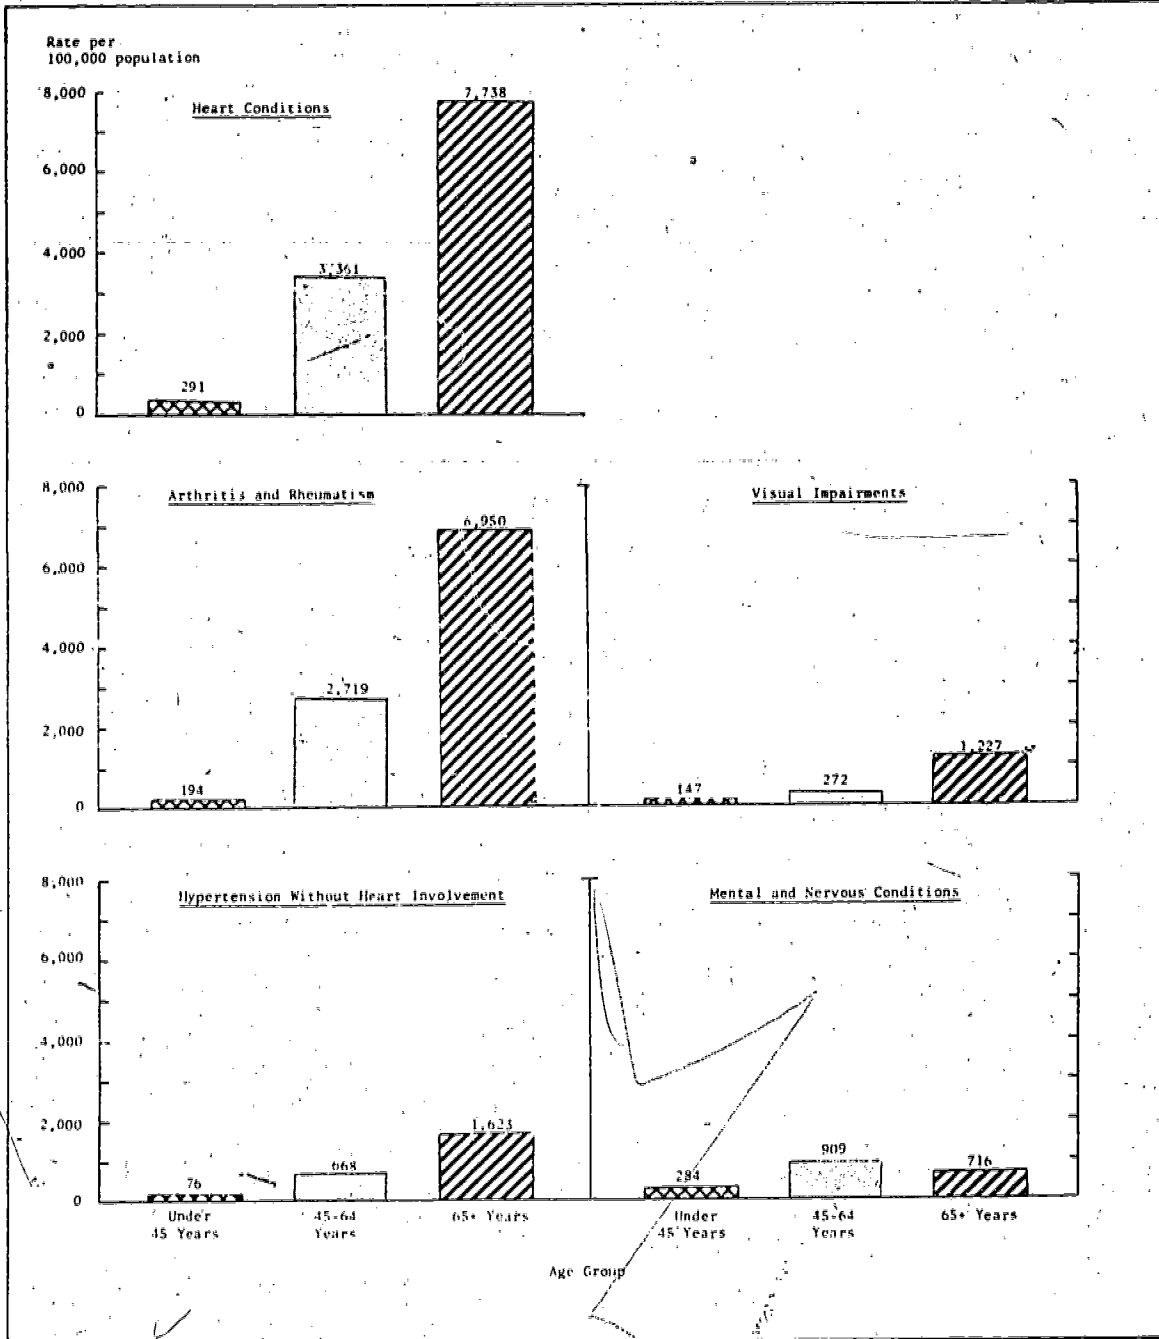 Rate per
100,000 population
Heart Conditions
8,000
6,000
4,000
2,000
0
291
3,361
7,738
Arthritis and Rheumatism
8,000
6,000
4,000
2,000
0
194
2,719
6,950
Visual Impairments
147
272
1,227
Hypertension Without Heart Involvement
8,000
6,000
4,000
2,000
0
76
668
1,623
Mental and Nervous Conditions
284
909
716
Under
45 Years
45-64
Years
65+ Years
Under
45 Years
45-64
Years
65+ Years
Age Group